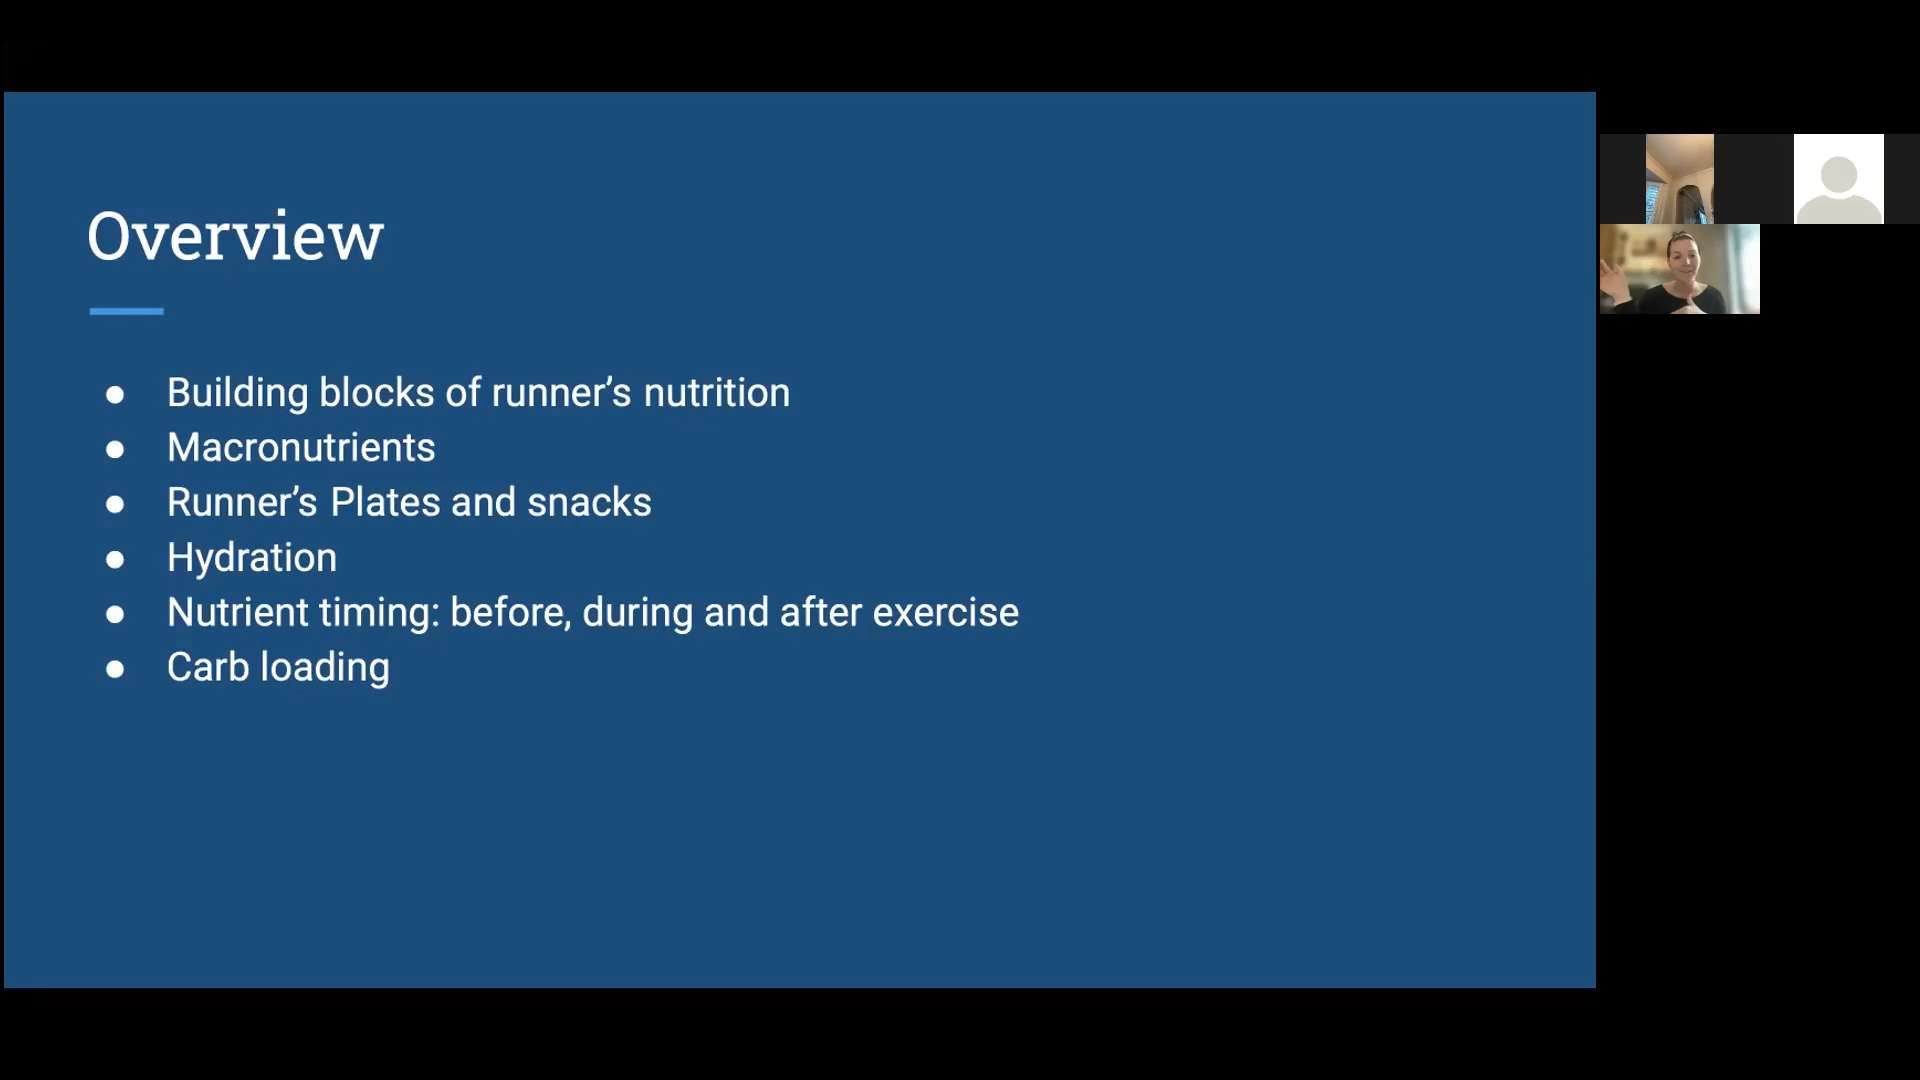 Overview
● Building blocks of runner’s nutrition
● Macronutrients
● Runner’s Plates and snacks
● Hydration
● Nutrient timing: before, during and after exercise
● Carb loading